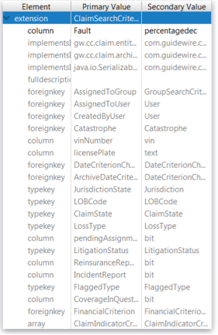 Element Primary Value Secondary Value
extension ClaimSearchCrite...
column Fault percentagedec
implements gw.cc.claim.entit... com.guidewire.c...
implements gw.cc.claim.archi... com.guidewire.c...
implements java.io.Serializab... com.guidewire.c...
fulldescripti
foreignkey AssignedToGroup GroupSearchCrit...
foreignkey AssignedToUser User
foreignkey CreatedByUser User
foreignkey Catastrophe Catastrophe
column vinNumber vin
column licensePlate text
foreignkey DateCriterionCh... DateCriterionCh...
foreignkey ArchiveDateCrite... DateCriterionCh...
typekey JurisdictionState Jurisdiction
typekey LOBCode LOBCode
typekey ClaimState ClaimState
typekey LossType LossType
column pendingAssignm... bit
typekey LitigationStatus LitigationStatus
column ReinsuranceRep... bit
column IncidentReport bit
typekey FlaggedType FlaggedType
column CoverageInQuest... bit
foreignkey FinancialCriterion FinancialCriterio...
array ClaimIndicatorCr... ClaimIndicatorCr...